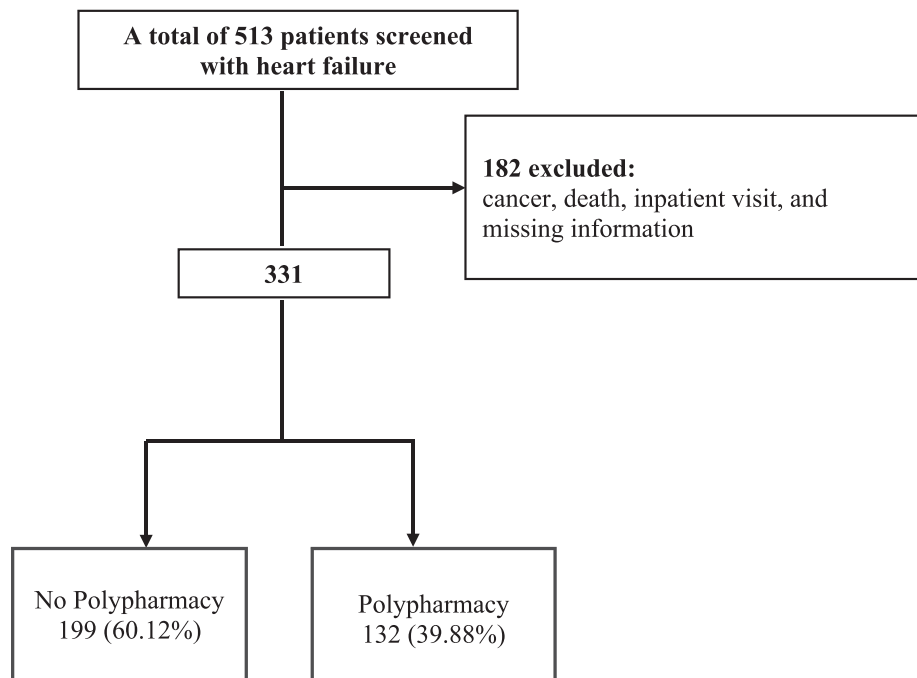 A total of 513 patients screened
with heart failure
182 excluded:
cancer, death, inpatient visit, and
missing information
331
No Polypharmacy
199 (60.12%)
Polypharmacy
132 (39.88%)